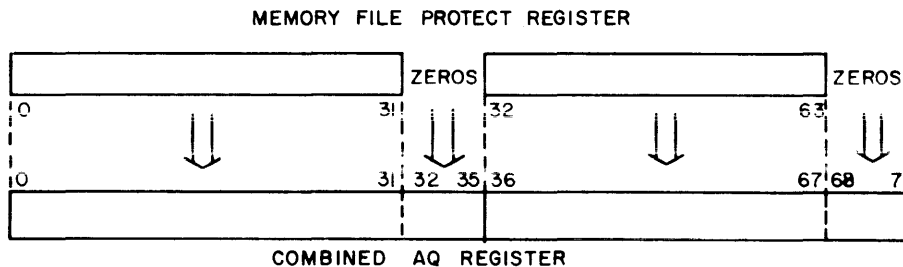 MEMORY FILE PROTECT REGISTER
ZEROS ZEROS
0 31 32 63
0 31 32 35 36 67 68 7
COMBINED AQ REGISTER